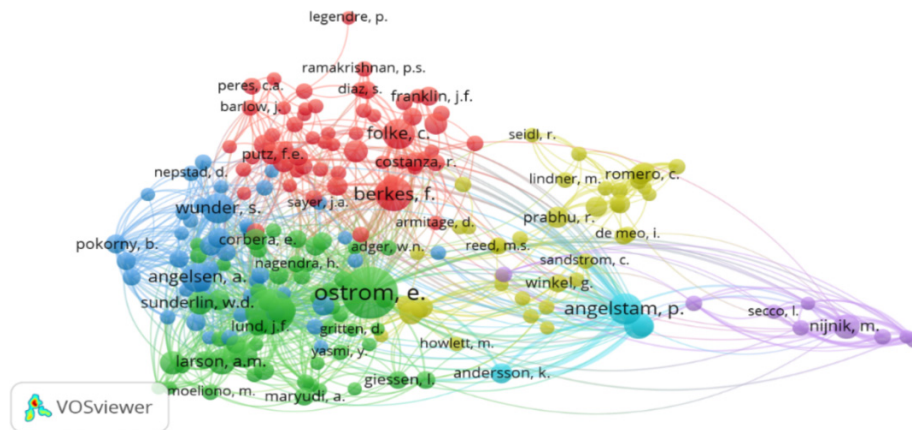 legendre, p.
ramakrishnan, p.s.
peres, c.a.
diaz, s.
franklin, j.f.
barlow, j.
folke, c.
seidl, r.
putz, f.e.
costanza, r.
nepstad, d.
lindner, m.
romero, c.
berkes, f.
sayer, j.a.
wunder, s.
prabhu, r.
armitage, d.
de meo, i.
pokorny, b.
corbera, e.
adger, w.n.
reed, m.s.
nagendra, h.
sandstrom, c.
angelsen, a.
winkel, g.
ostrom, e.
sunderlin, w.d.
angelstam, p.
secco, l.
lund, j.f.
gritten, d.
nijnik, m.
howlett, m.
yasmi, y.
larson, a.m.
andersson, k.
giessen, l.
moeliono, m.
maryudi, a.
VOSviewer